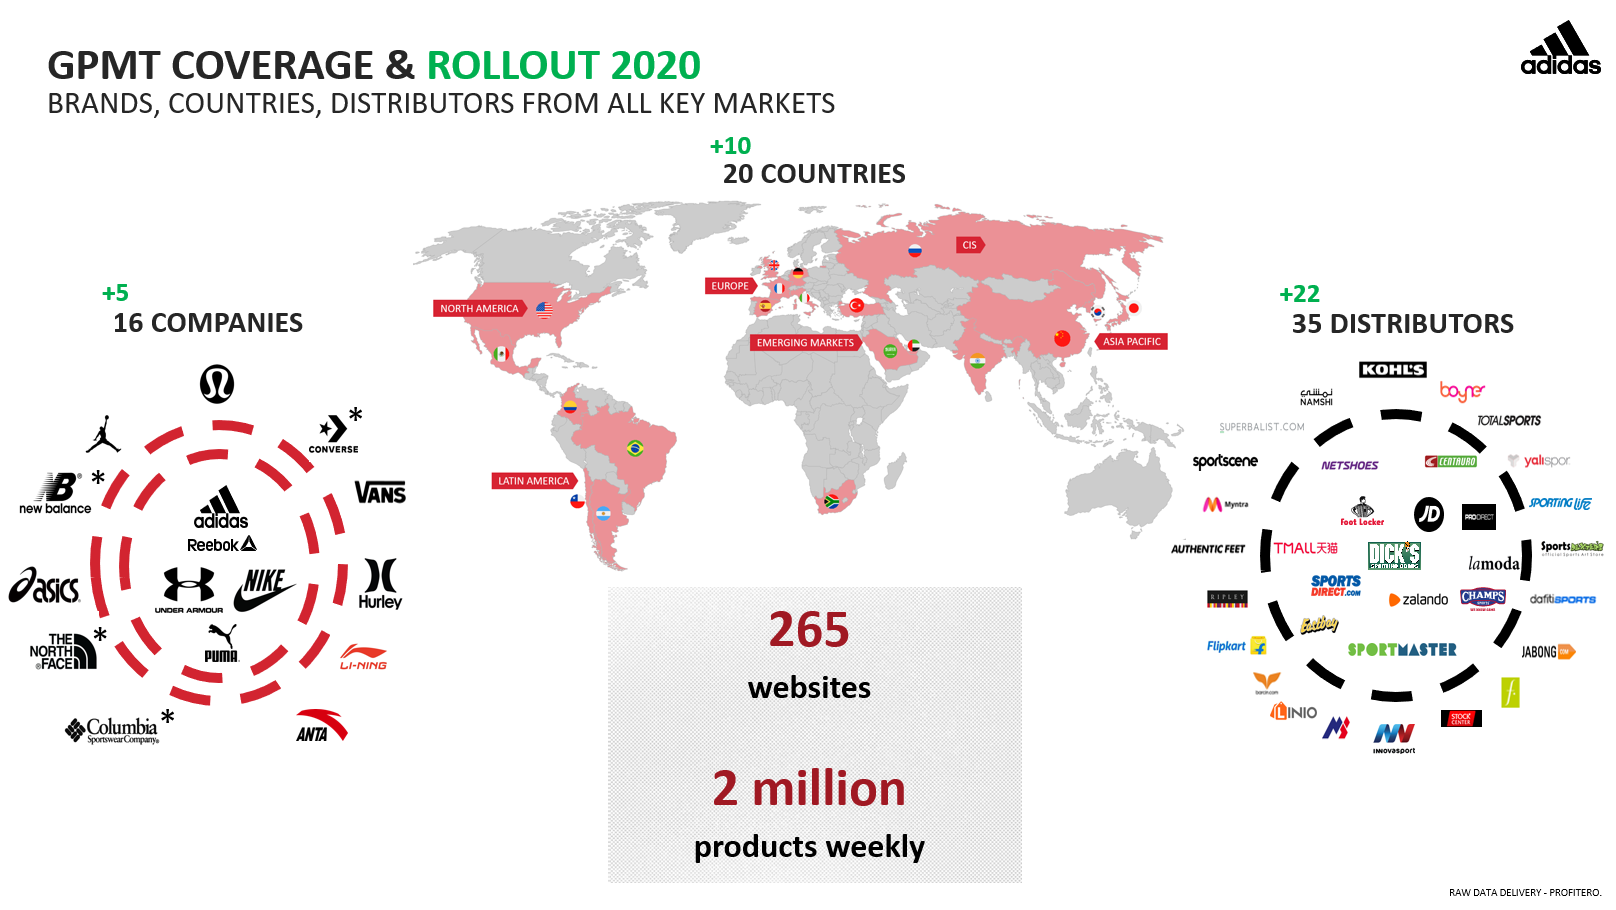 GPMT COVERAGE & ROLLOUT 2020
BRANDS, COUNTRIES, DISTRIBUTORS FROM ALL KEY MARKETS
adidas
+10
20 COUNTRIES
CIS
EUROPE
NORTH AMERICA
EMERGING MARKETS
ASIA PACIFIC
LATIN AMERICA
+5
16 COMPANIES
*
CONVERSE
NB
*
new balance
VANS
adidas
Reebok
asics
UNDER ARMOUR
NIKE
Hurley
THE
NORTH
FACE
*
PUMA
LI-NING
Columbia
*
Sportswear Company
ANTA
265
websites
2 million
products weekly
+22
35 DISTRIBUTORS
KOHL'S
نمشي
NAMSHI
boyner
SUPERBALIST.COM
TOTALSPORTS
sportscene
NETSHOES
CENTAURO
yalispor
Myntra
Foot Locker
JD
PRODIRECT
SPORTING LIFE
AUTHENTIC FEET
TMALL天猫
DICK'S
SPORTING GOODS
lamoda
Sports
RIPLEY
SPORTS
DIRECT.COM
zalando
CHAMPS
SPORTS
dafitiSPORTS
Eastbay
Flipkart
SPORTMASTER
JABONG
COM
LINIO
f.
STOCK
CENTER
INNOVASPORT
RAW DATA DELIVERY - PROFITERO.